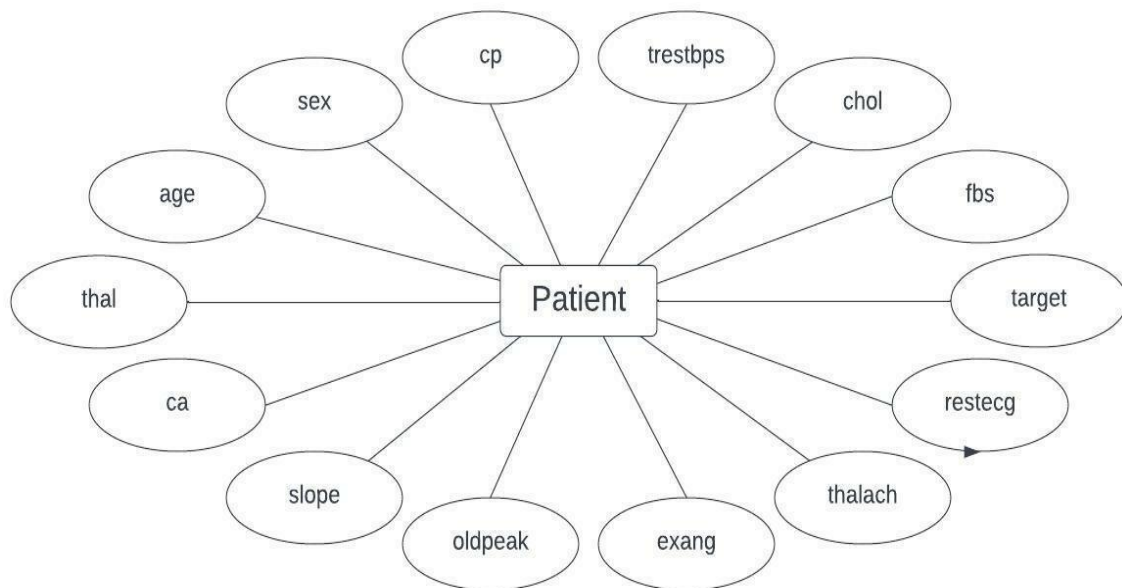 cp
trestbps
sex
chol
age
fbs
thal
Patient
target
ca
restecg
slope
thalach
oldpeak
exang